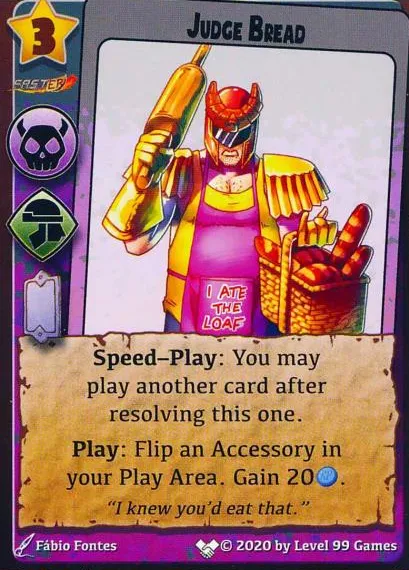 3
JUDGE BREAD
FASTER
I ATE
THE
LOAF
Speed–Play: You may
play another card after
resolving this one.
Play: Flip an Accessory in
your Play Area. Gain 20.
“I knew you’d eat that.”
Fábio Fontes
© 2020 by Level 99 Games